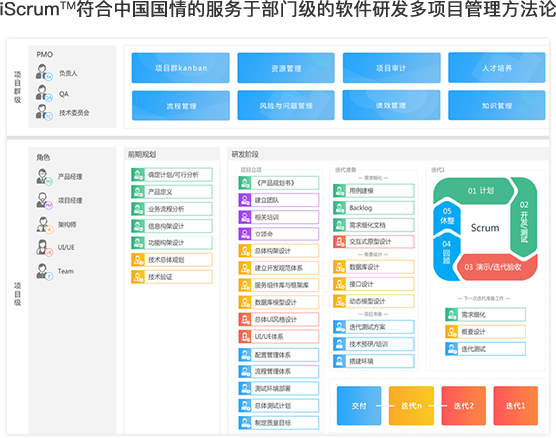 iScrum™符合中国国情的服务于部门级的软件研发多项目管理方法论
项目群级
PMO
负责人
QA
技术委员会
项目群kanban
资源管理
项目审计
人才培养
流程管理
风险与问题管理
绩效管理
知识管理
项目级
角色
产品经理
项目经理
架构师
UI/UE
Team
前期规划
确定计划/可行分析
产品定义
业务流程分析
信息构架设计
功能构架设计
技术总体规划
技术验证
研发阶段
项目立项
《产品规划书》
建立团队
相关培训
立项会
总体构架设计
建立开发规范体系
服务组件库与框架库
数据库模型设计
总体UI风格设计
UI/UE体系
配置管理体系
流程管理体系
测试环境部署
总体测试计划
制定质量目标
迭代准备
需求细化
用例建模
Backlog
需求细化文档
交互式原型设计
概要设计
数据库设计
接口设计
动态模型设计
项目准备
迭代测试方案
技术预研/培训
搭建环境
迭代1
01 计划
02 开发/测试
03 演示/迭代验收
04 回顾
05 休整
Scrum
下一次迭代准备工作
需求细化
概要设计
迭代测试
交付
迭代n
迭代2
迭代1